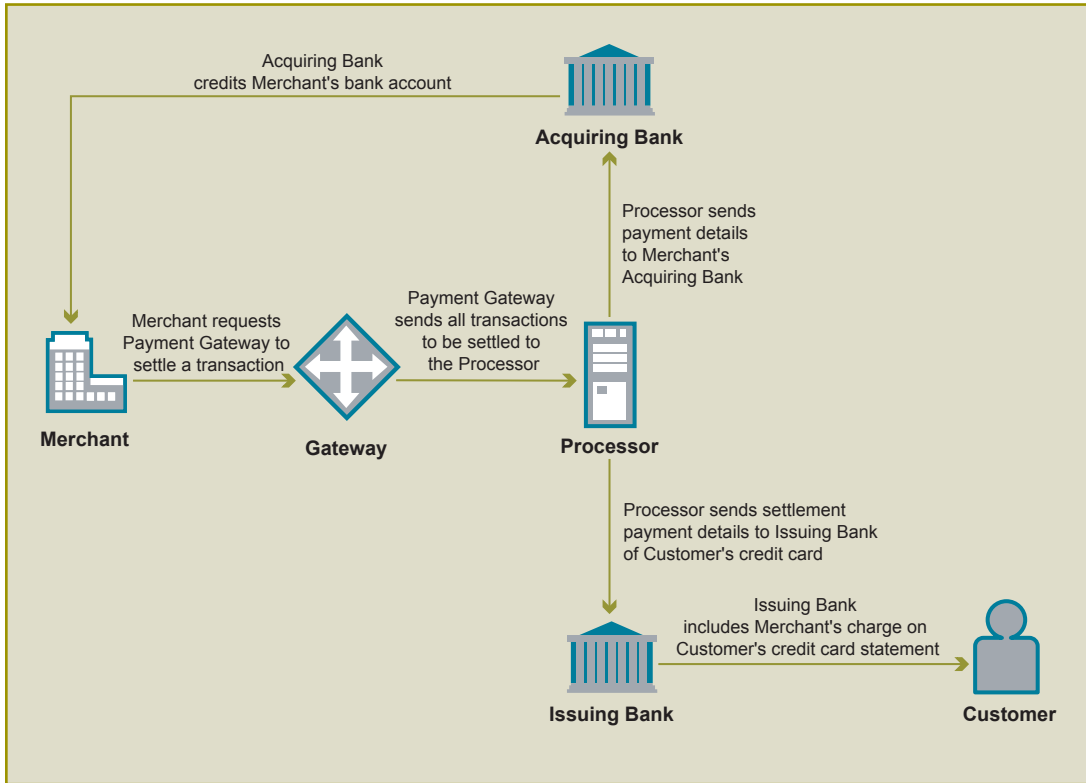 Acquiring Bank
credits Merchant's bank account
Acquiring Bank
Processor sends
payment details
to Merchant's
Acquiring Bank
Merchant requests
Payment Gateway to
settle a transaction
Payment Gateway
sends all transactions
to be settled to
the Processor
Merchant
Gateway
Processor
Processor sends settlement
payment details to Issuing Bank
of Customer's credit card
Issuing Bank
includes Merchant's charge on
Customer's credit card statement
Issuing Bank
Customer